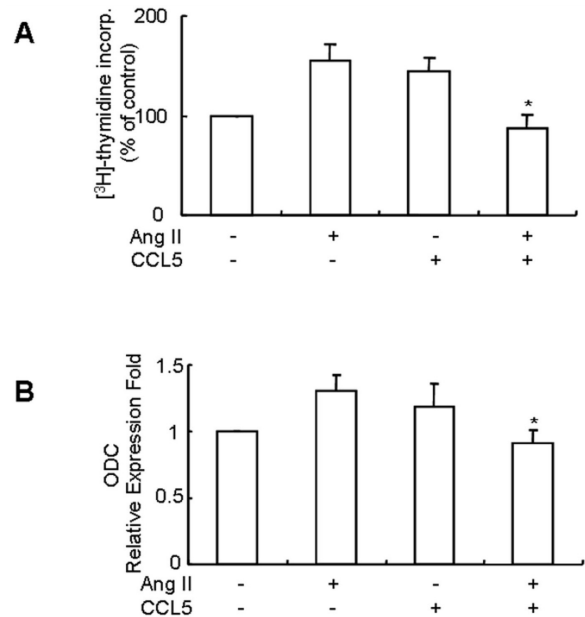 A
[³H]-thymidine incorp.
(% of control)
200
100
0
*
Ang II - + - +
CCL5 - - + +
B
ODC
Relative Expression Fold
1.5
1
0.5
0
*
Ang II - + - +
CCL5 - - + +